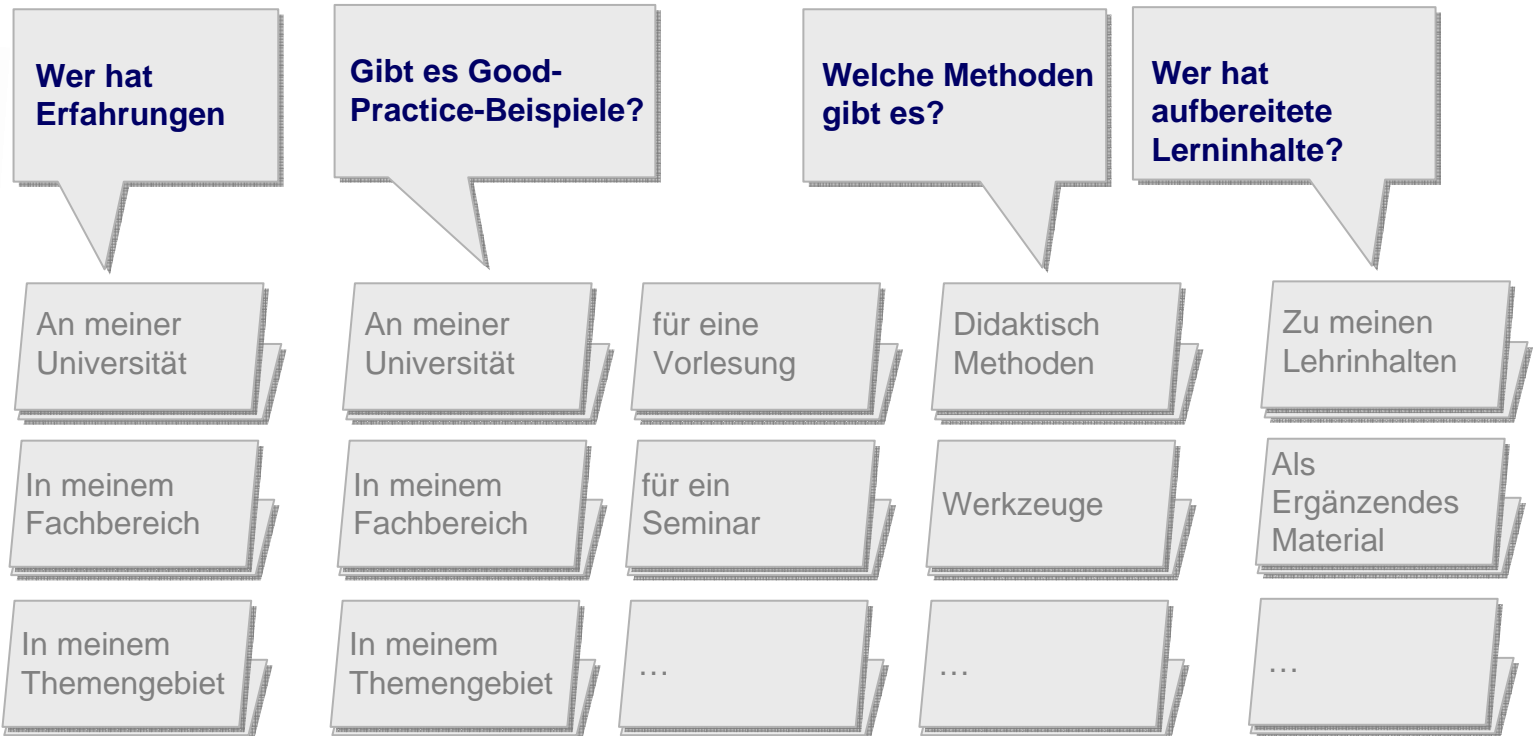 Wer hat
Erfahrungen
Gibt es Good-
Practice-Beispiele?
Welche Methoden
gibt es?
Wer hat
aufbereitete
Lerninhalte?
An meiner
Universität
An meiner
Universität
für eine
Vorlesung
Didaktisch
Methoden
Zu meinen
Lehrinhalten
In meinem
Fachbereich
In meinem
Fachbereich
für ein
Seminar
Werkzeuge
Als
Ergänzendes
Material
In meinem
Themengebiet
In meinem
Themengebiet
…
…
…